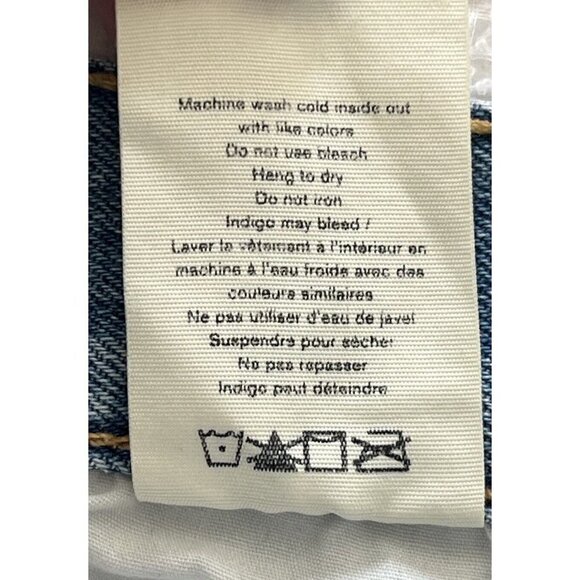 Machine wash cold inside out
with like colors
Do not use bleach
Hang to dry
Do not iron
Indigo may bleed /
Laver le vêtement à l'intérieur en
machine à l'eau froide avec des
couleurs similaires
Ne pas utiliser d'eau de javel
Suspendre pour sécher
No pas repasser
Indigo peut déteindre